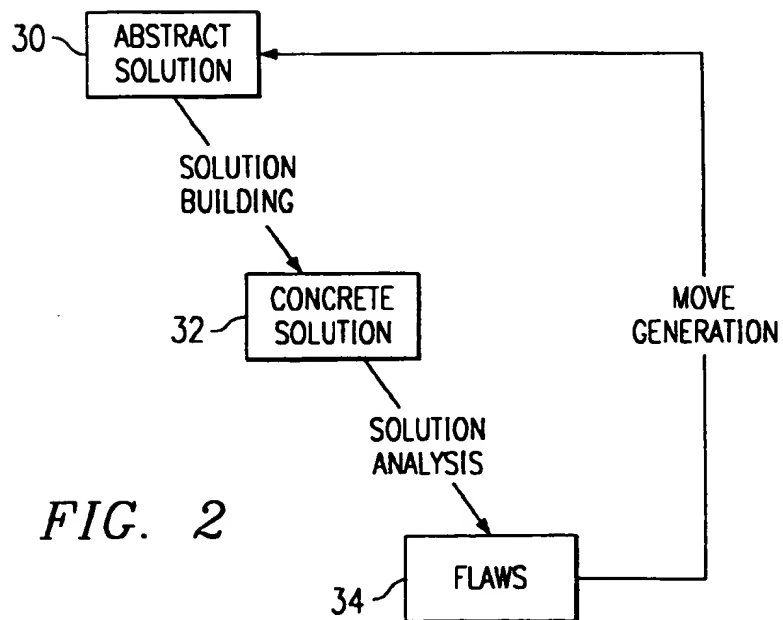 30
ABSTRACT
SOLUTION
SOLUTION
BUILDING
32
CONCRETE
SOLUTION
MOVE
GENERATION
SOLUTION
ANALYSIS
FIG. 2
34
FLAWS